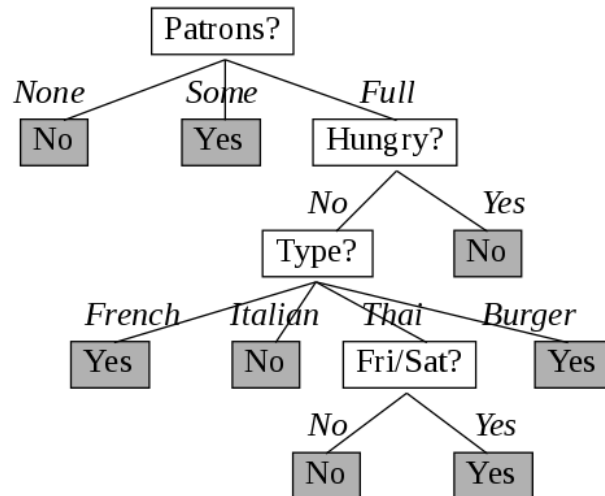 Patrons?
None Some Full
No Yes Hungry?
No Yes
Type? No
French Italian Thai Burger
Yes No Fri/Sat? Yes
No Yes
No Yes